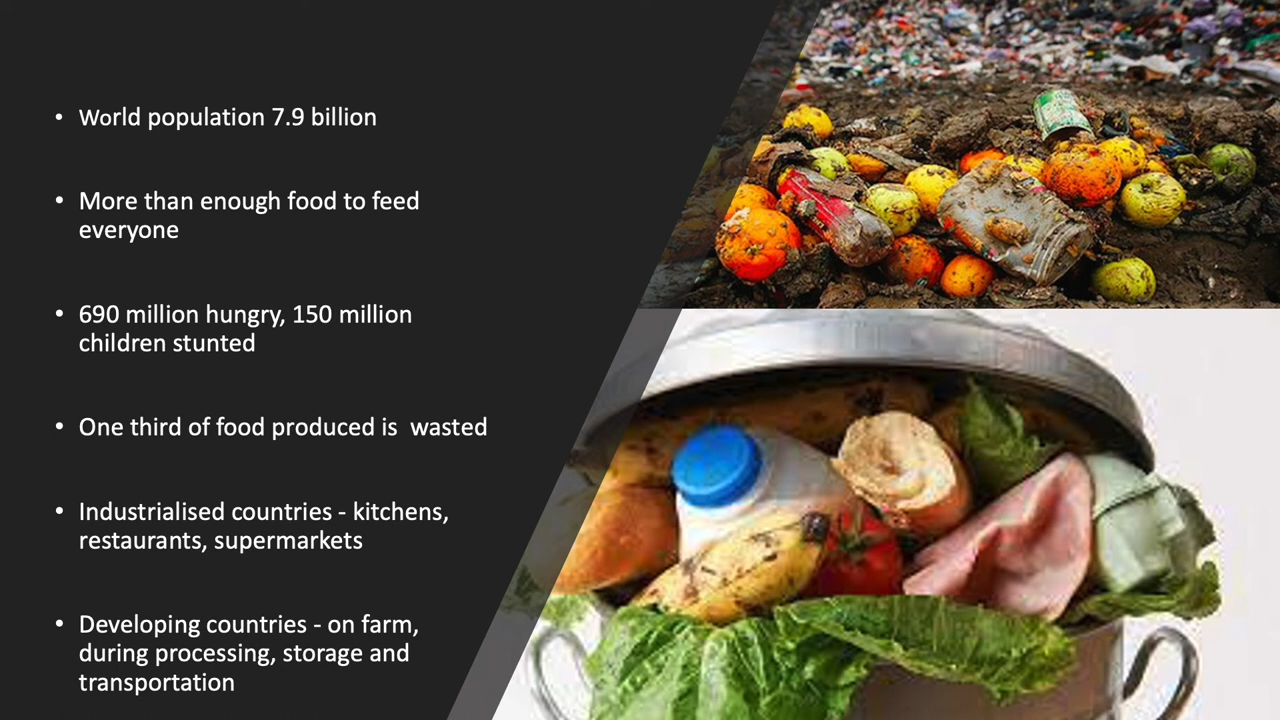 • World population 7.9 billion
• More than enough food to feed
everyone
• 690 million hungry, 150 million
children stunted
• One third of food produced is  wasted
• Industrialised countries - kitchens,
restaurants, supermarkets
• Developing countries - on farm,
during processing, storage and
transportation